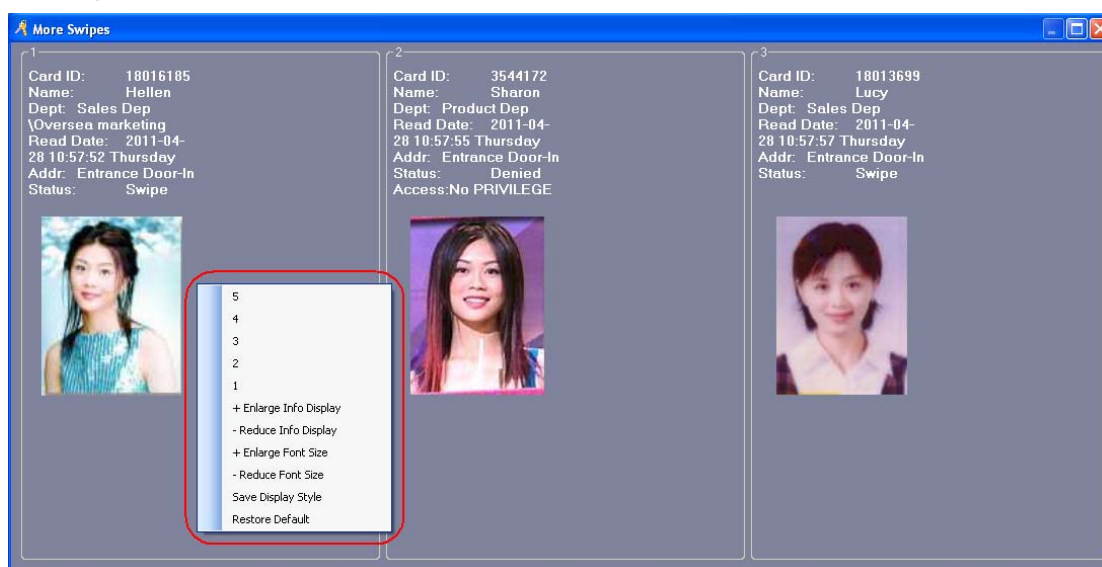 More Swipes
1
Card ID: 18016185
Name: Hellen
Dept: Sales Dep
\Oversea marketing
Read Date: 2011-04-
28 10:57:52 Thursday
Addr: Entrance Door-In
Status: Swipe
2
Card ID: 3544172
Name: Sharon
Dept: Product Dep
Read Date: 2011-04-
28 10:57:55 Thursday
Addr: Entrance Door-In
Status: Denied
Access:No PRIVILEGE
3
Card ID: 18013699
Name: Lucy
Dept: Sales Dep
Read Date: 2011-04-
28 10:57:57 Thursday
Addr: Entrance Door-In
Status: Swipe
5
4
3
2
1
+ Enlarge Info Display
- Reduce Info Display
+ Enlarge Font Size
- Reduce Font Size
Save Display Style
Restore Default